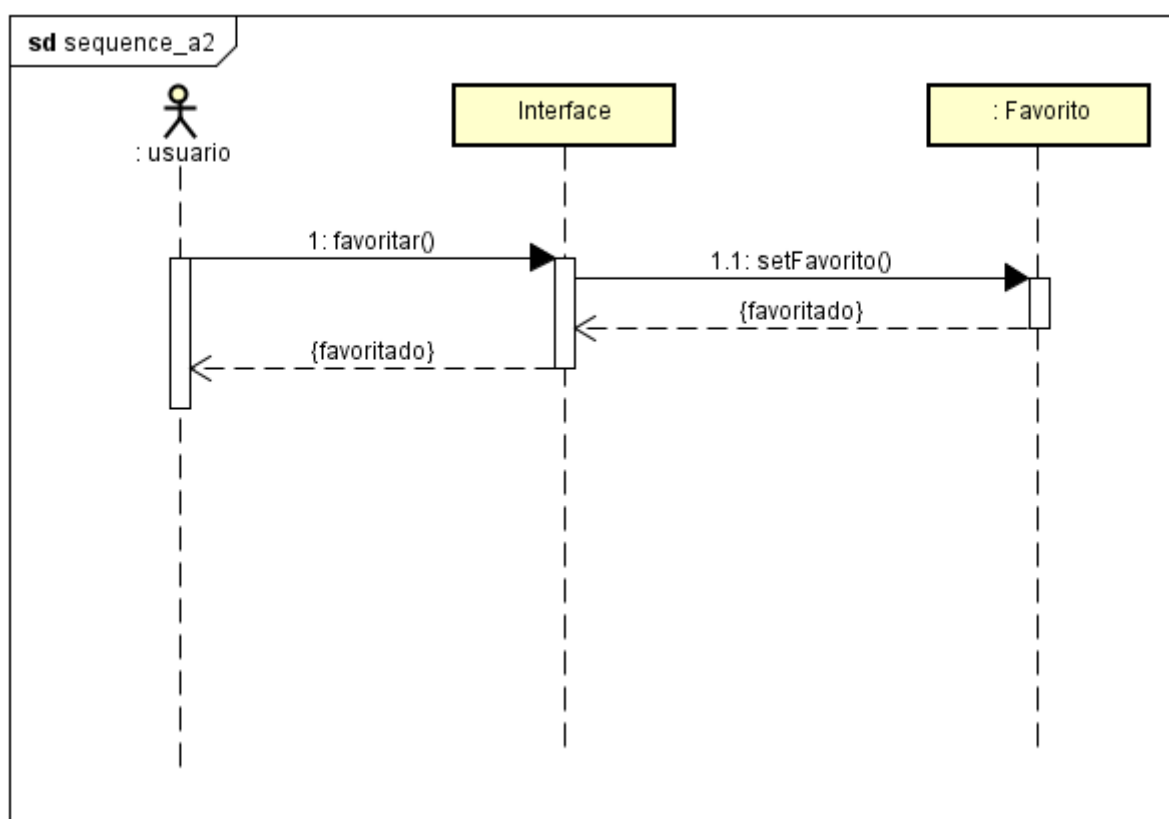 sd sequence_a2
: usuario
Interface
: Favorito
1: favoritar()
1.1: setFavorito()
{favoritado}
{favoritado}